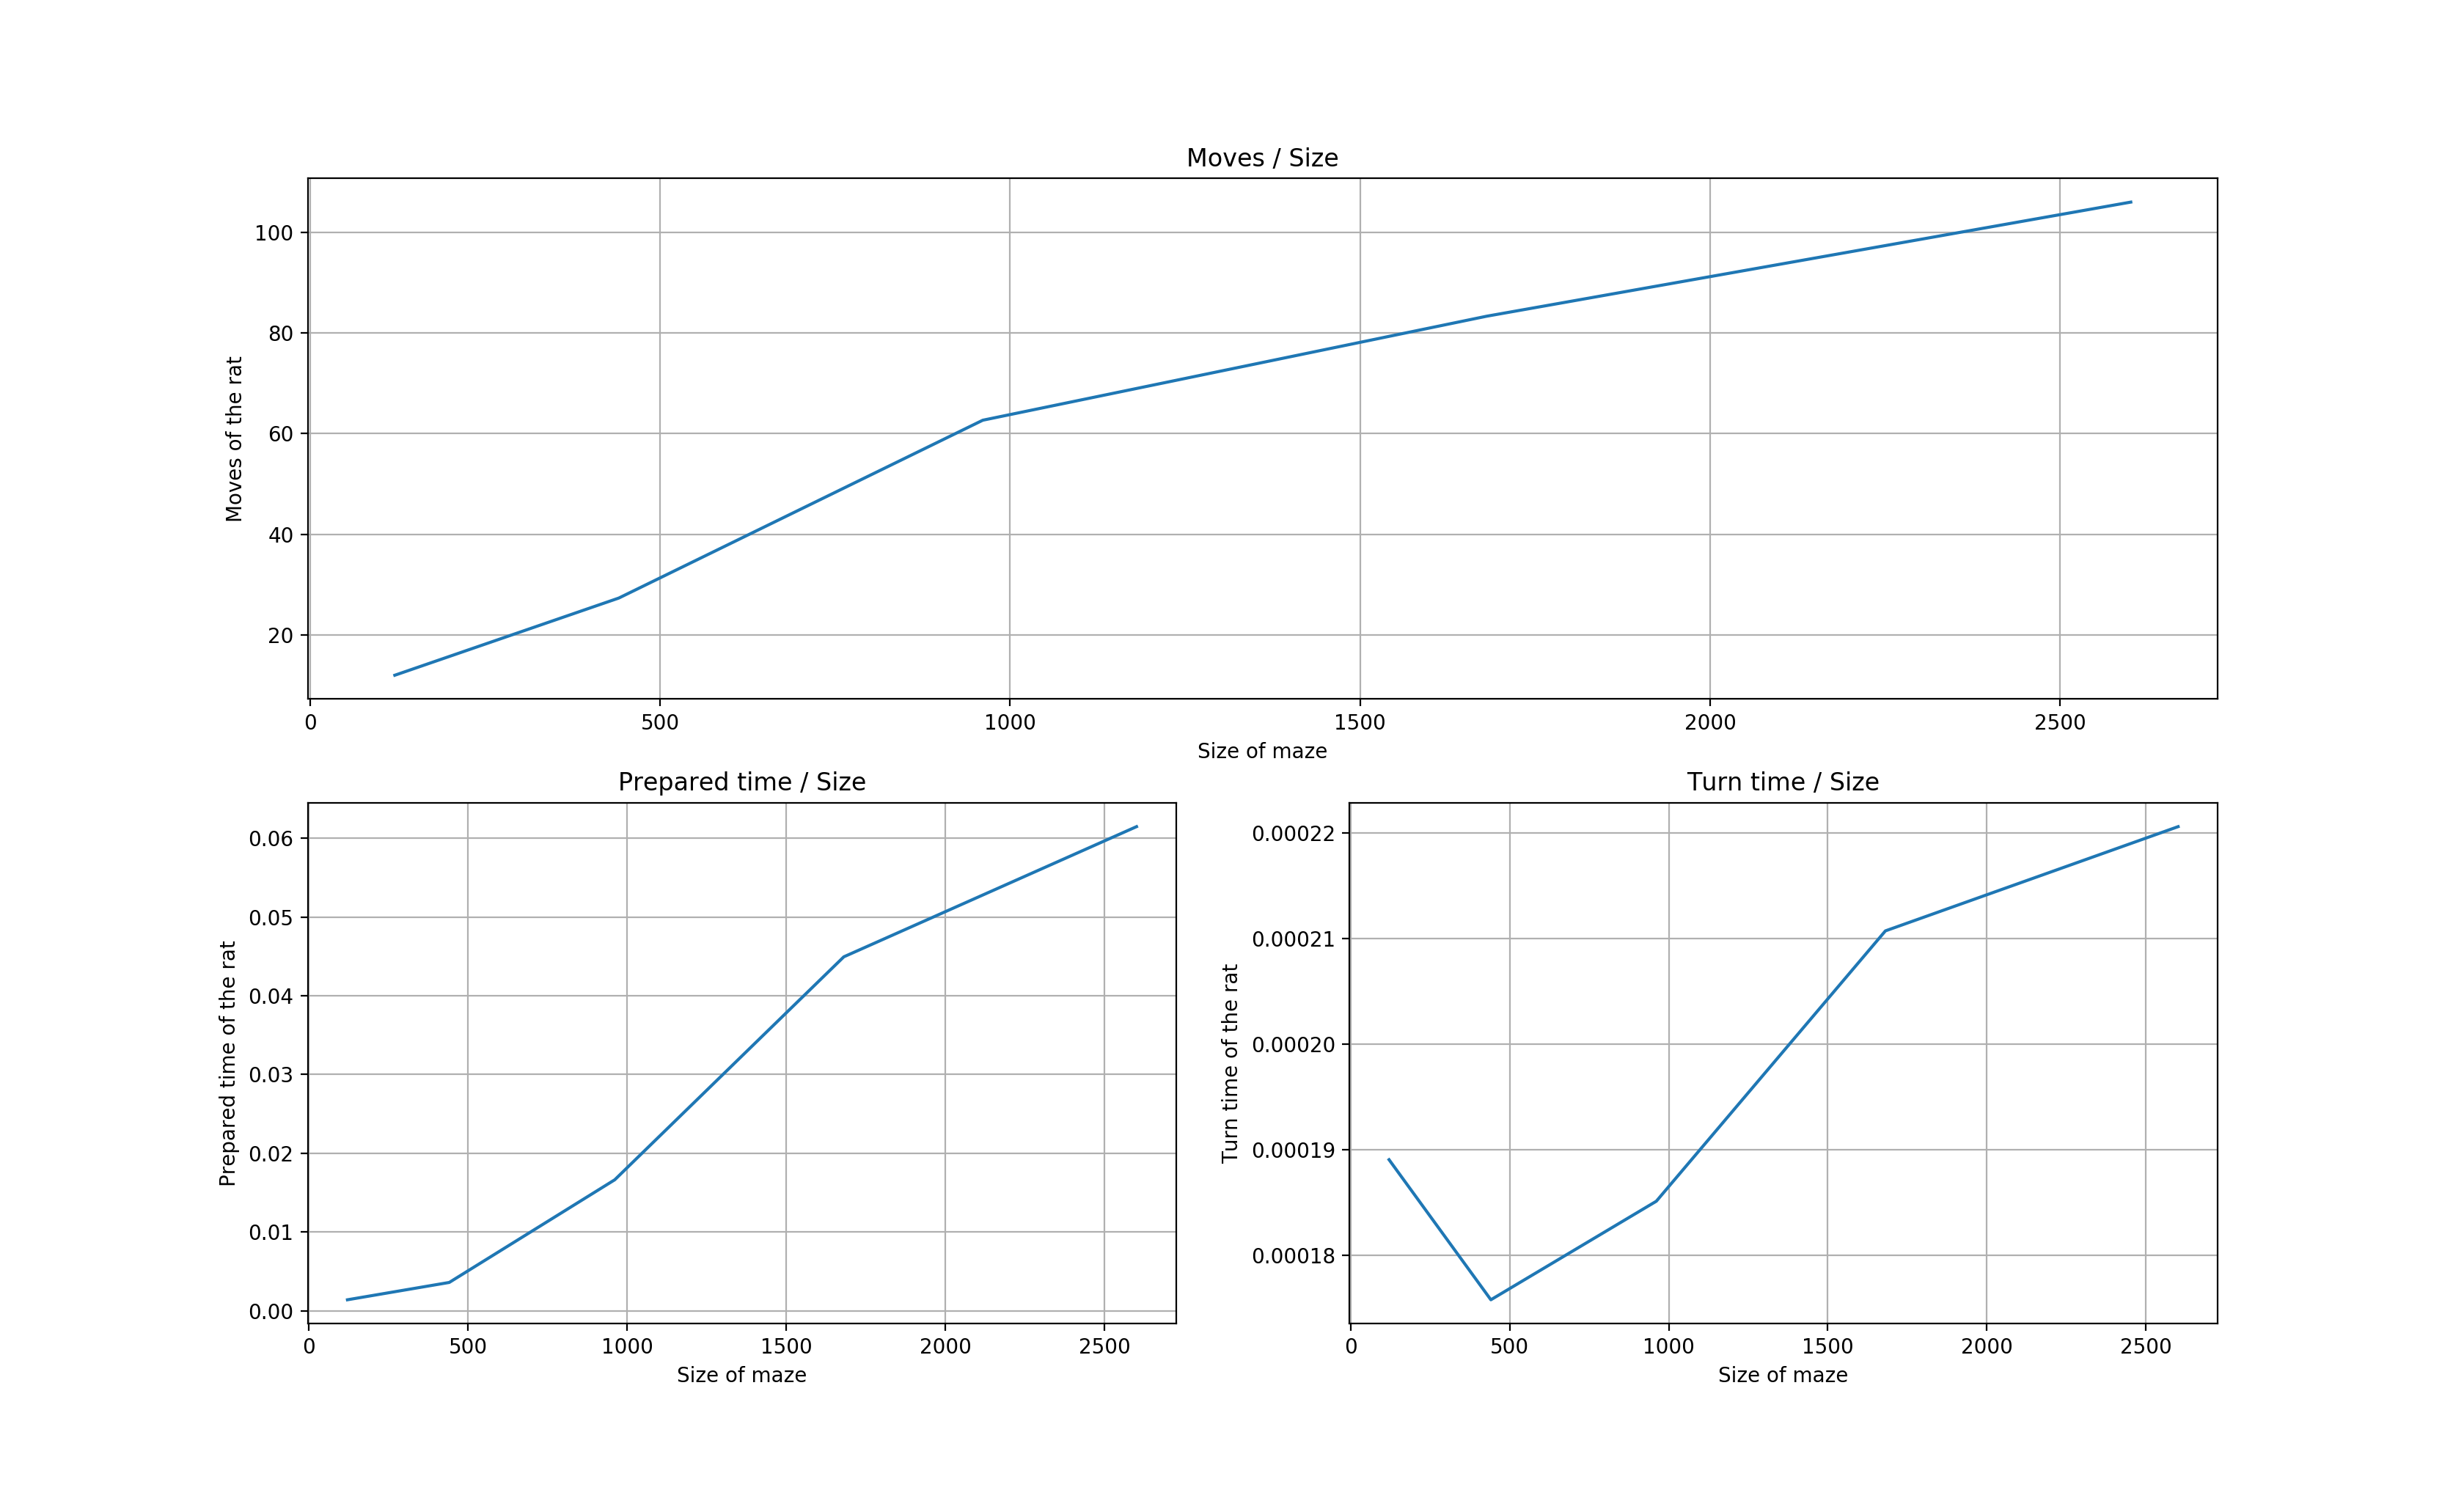 Moves / Size
Moves of the rat
100
80
60
40
20
0 500 1000 1500 2000 2500
Size of maze
Prepared time / Size
Prepared time of the rat
0.06
0.05
0.04
0.03
0.02
0.01
0.00
0 500 1000 1500 2000 2500
Size of maze
Turn time / Size
Turn time of the rat
0.00022
0.00021
0.00020
0.00019
0.00018
0 500 1000 1500 2000 2500
Size of maze